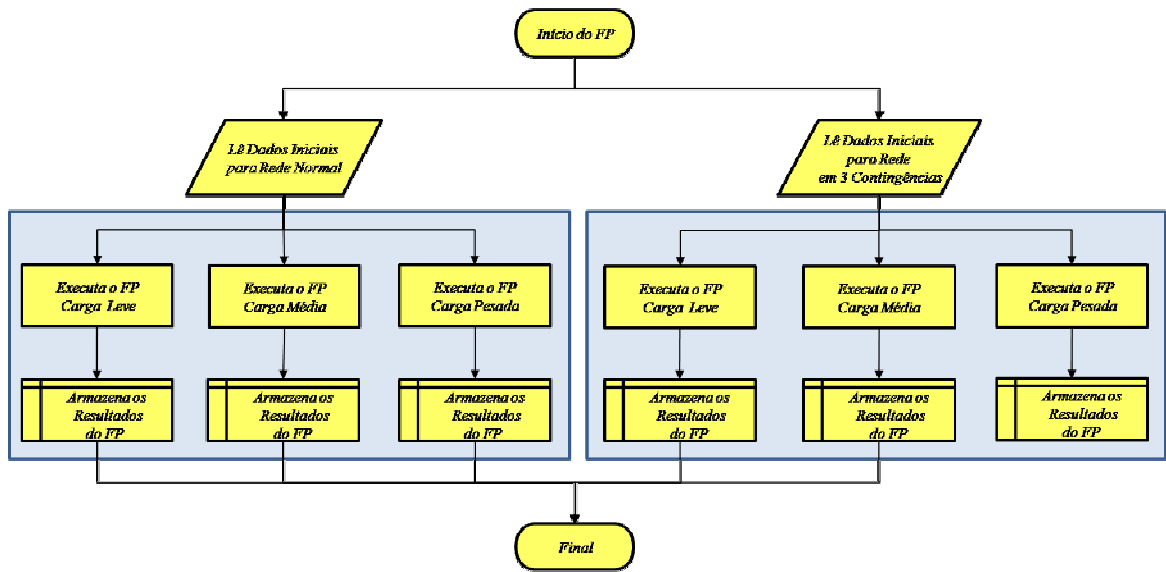 Início do FP
Lê Dados Iniciais
para Rede Normal
Lê Dados Iniciais
para Rede
em 3 Contingências
Executa o FP
Carga Leve
Executa o FP
Carga Média
Executa o FP
Carga Pesada
Executa o FP
Carga Leve
Executa o FP
Carga Média
Executa o FP
Carga Pesada
Armazena os
Resultados
do FP
Armazena os
Resultados
do FP
Armazena os
Resultados
do FP
Armazena os
Resultados
do FP
Armazena os
Resultados
do FP
Armazena os
Resultados
do FP
Final